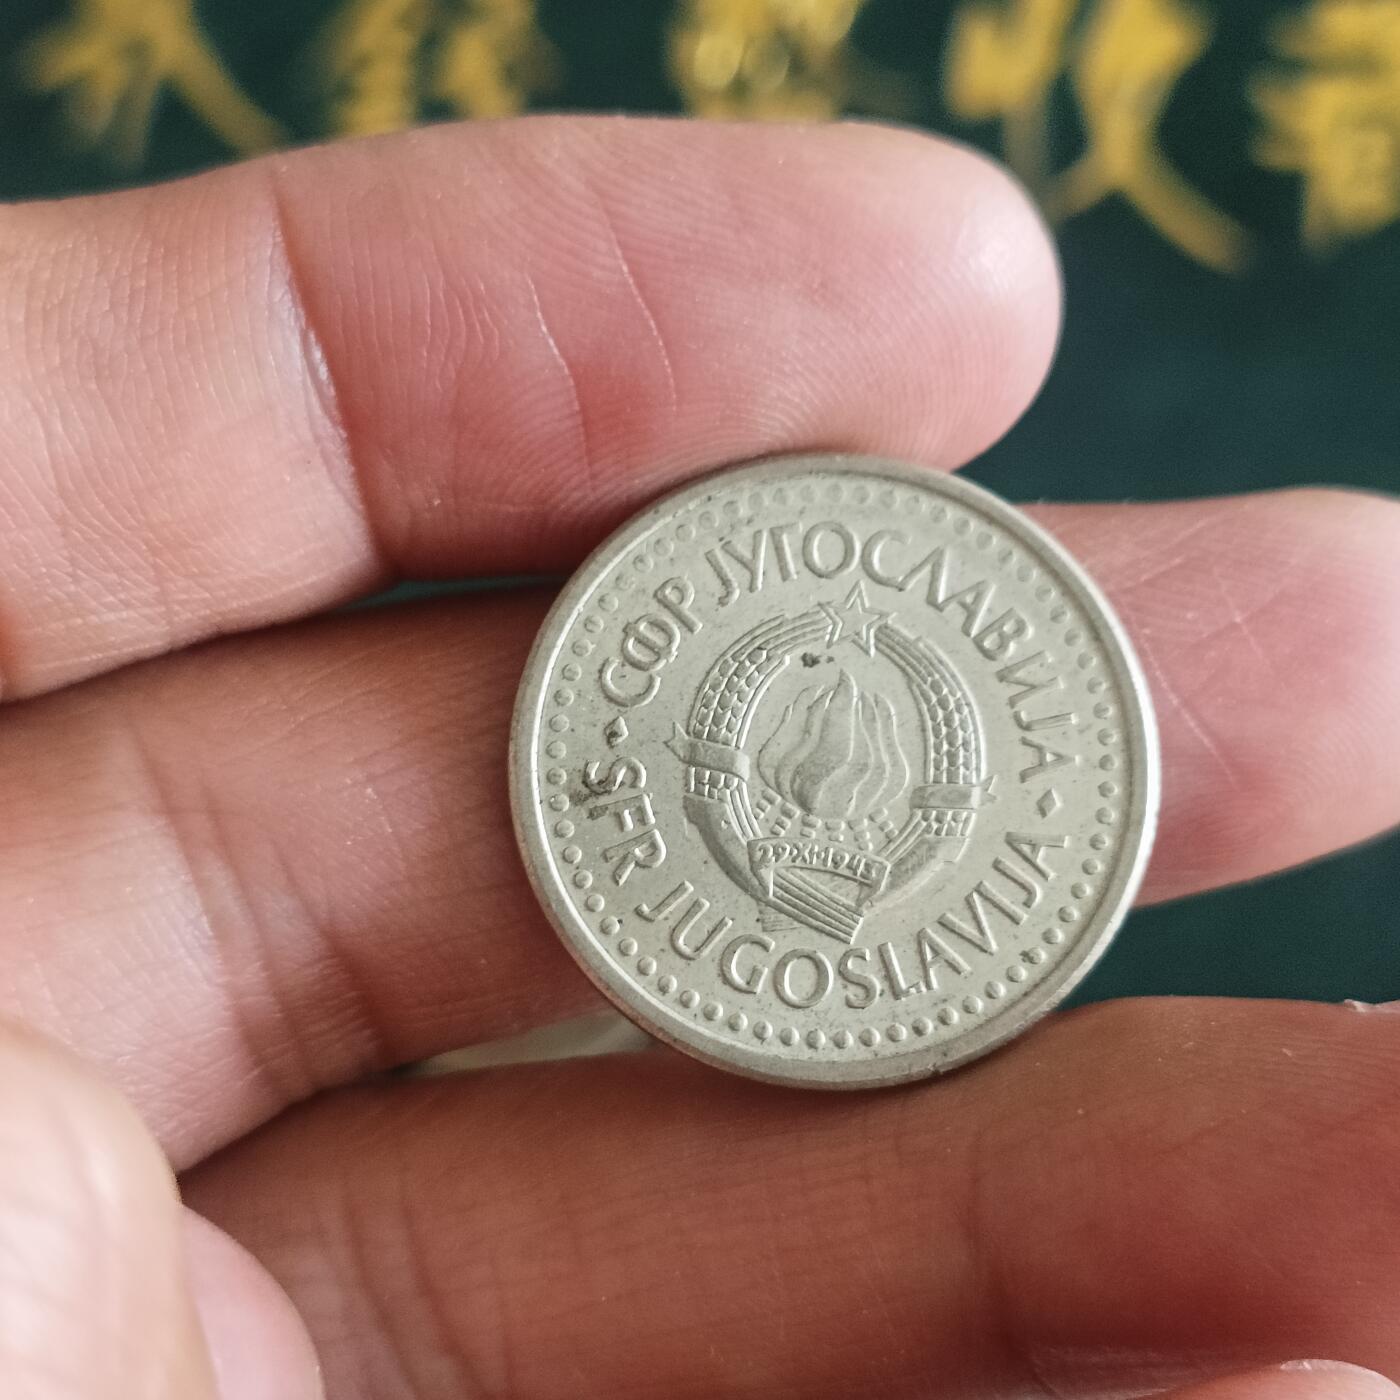 СФР ЈУГОСЛАВИЈА
SFR JUGOSLAVIJA
29·XI·1943